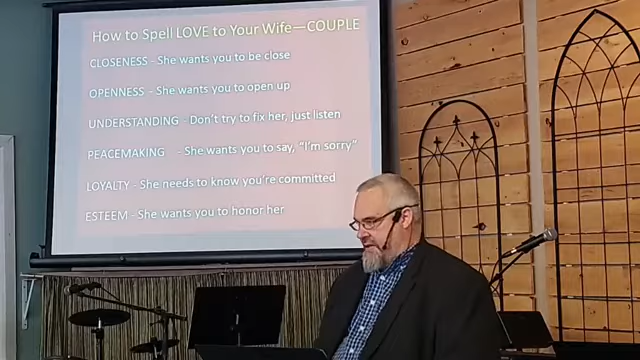 How to Spell LOVE to Your Wife—COUPLE
CLOSENESS - She wants you to be close
OPENNESS - She wants you to open up
UNDERSTANDING - Don't try to fix her, just listen
PEACEMAKING - She wants you to say, "I'm sorry"
LOYALTY - She needs to know you're committed
ESTEEM - She wants you to honor her